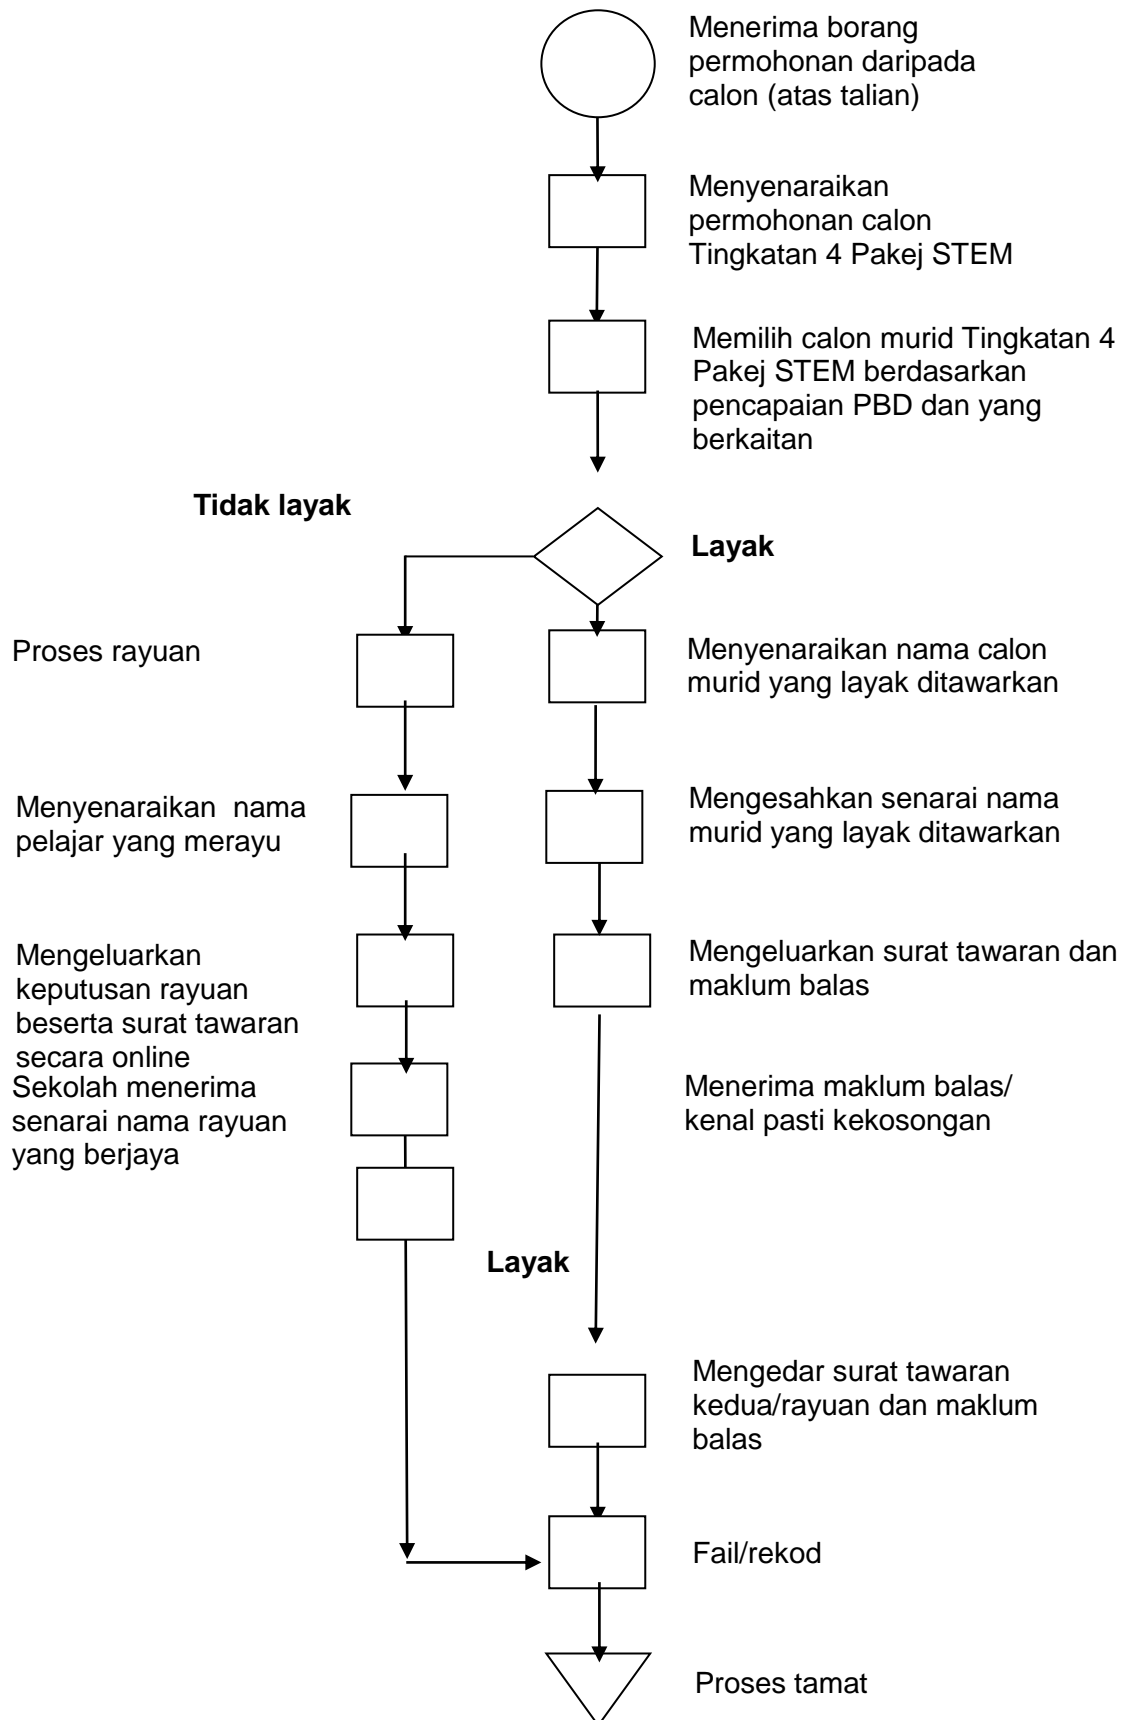 Menerima borang
permohonan daripada
calon (atas talian)
Menyenaraikan
permohonan calon
Tingkatan 4 Pakej STEM
Memilih calon murid Tingkatan 4
Pakej STEM berdasarkan
pencapaian PBD dan yang
berkaitan
Tidak layak
Layak
Proses rayuan
Menyenaraikan nama calon
murid yang layak ditawarkan
Menyenaraikan  nama
pelajar yang merayu
Mengesahkan senarai nama
murid yang layak ditawarkan
Mengeluarkan
keputusan rayuan
beserta surat tawaran
secara online
Mengeluarkan surat tawaran dan
maklum balas
Sekolah menerima
senarai nama rayuan
yang berjaya
Menerima maklum balas/
kenal pasti kekosongan
Layak
Mengedar surat tawaran
kedua/rayuan dan maklum
balas
Fail/rekod
Proses tamat